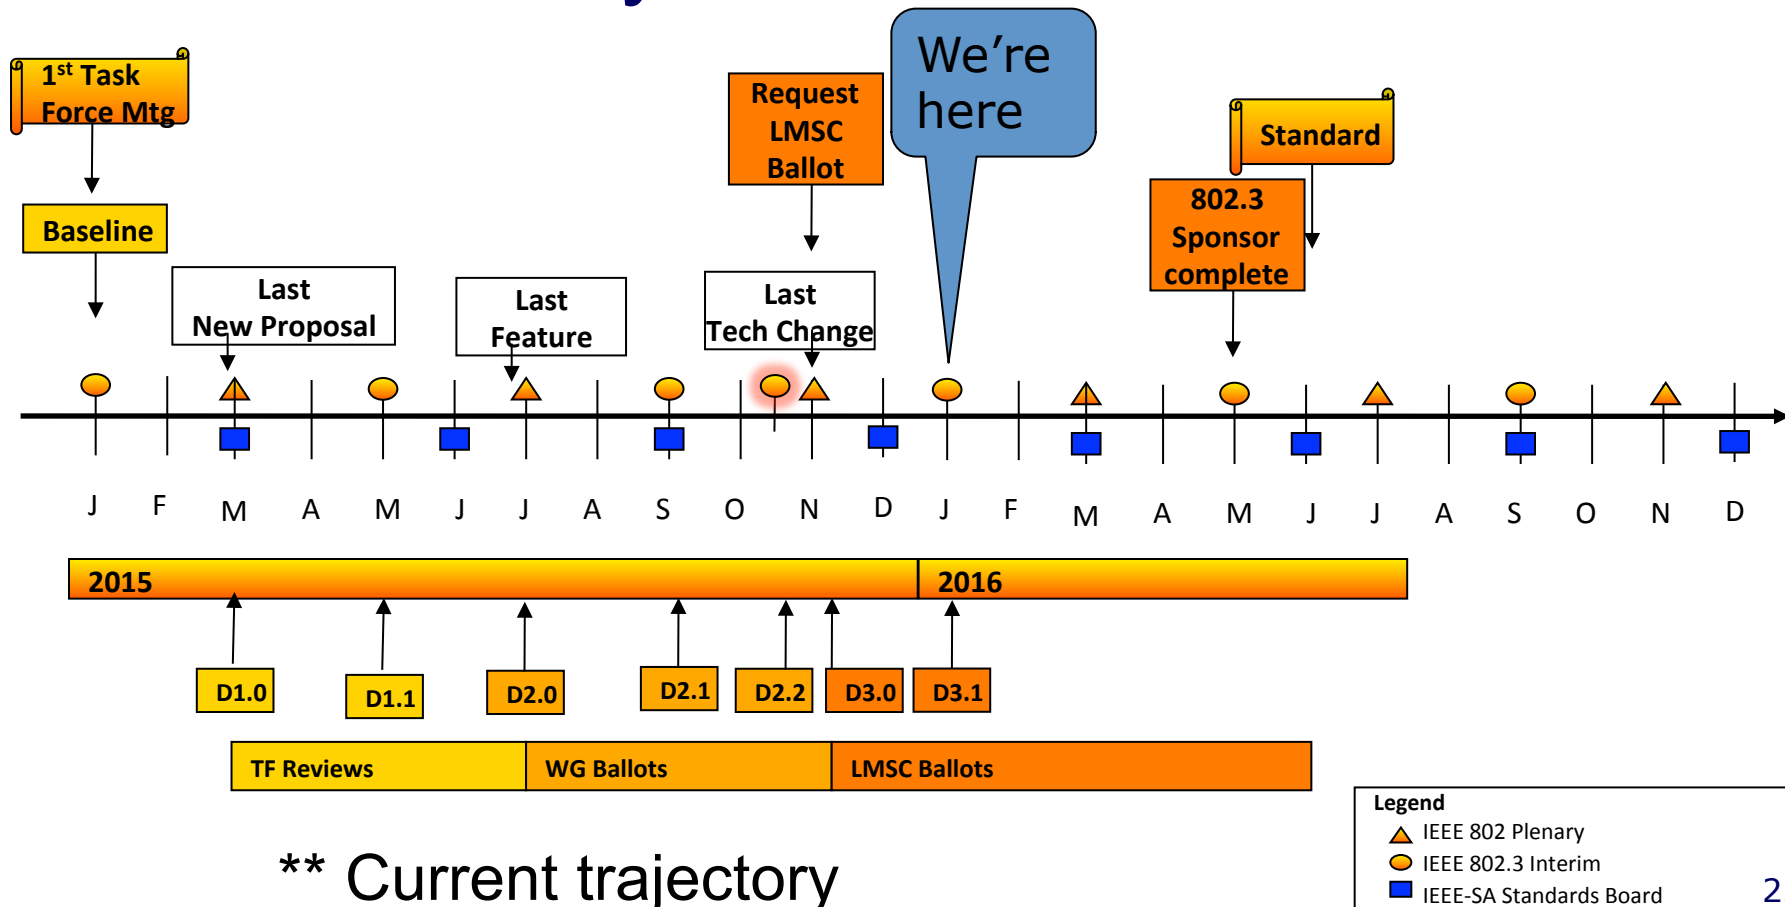 1st Task
Force Mtg
Baseline
Last
New Proposal
Last
Feature
Request
LMSC
Ballot
Last
Tech Change
We're
here
Standard
802.3
Sponsor
complete
J F M A M J J A S O N D J F M A M J J A S O N D
2015 2016
D1.0 D1.1 D2.0 D2.1 D2.2 D3.0 D3.1
TF Reviews WG Ballots LMSC Ballots
Legend
IEEE 802 Plenary
IEEE 802.3 Interim
IEEE-SA Standards Board
** Current trajectory
2